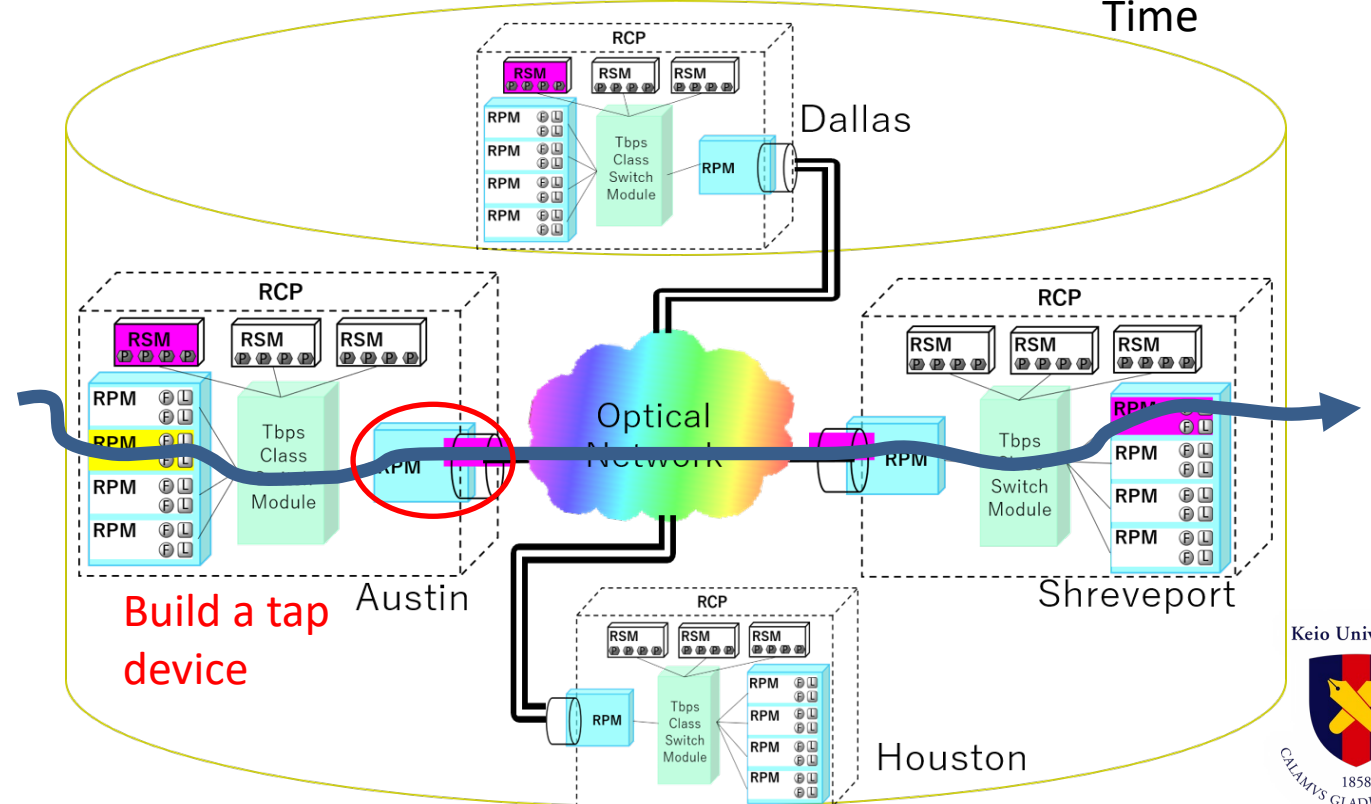 Time
RCP
RSM
P P P P
RSM
P P P P
RSM
P P P P
RPM F L
F L
RPM F L
F L
RPM F L
F L
RPM F L
F L
Tbps
Class
Switch
Module
RPM
Dallas
RCP
RSM
P P P P
RSM
P P P P
RSM
P P P P
RPM F L
F L
RPM F L
F L
RPM F L
F L
RPM F L
F L
Tbps
Class
Module
RPM
Austin
Build a tap
device
Optical
Network
RCP
RSM
P P P P
RSM
P P P P
RSM
P P P P
RPM
Tbps
Switch
Module
RPM L
F L
RPM F L
F L
RPM F L
F L
RPM F L
F L
Shreveport
RCP
RSM
P P P P
RSM
P P P P
RSM
P P P P
RPM
Tbps
Class
Switch
Module
RPM F L
F L
RPM F L
F L
RPM F L
F L
RPM F L
F L
Houston
Keio Univ
1858
CALAMVS GLAD